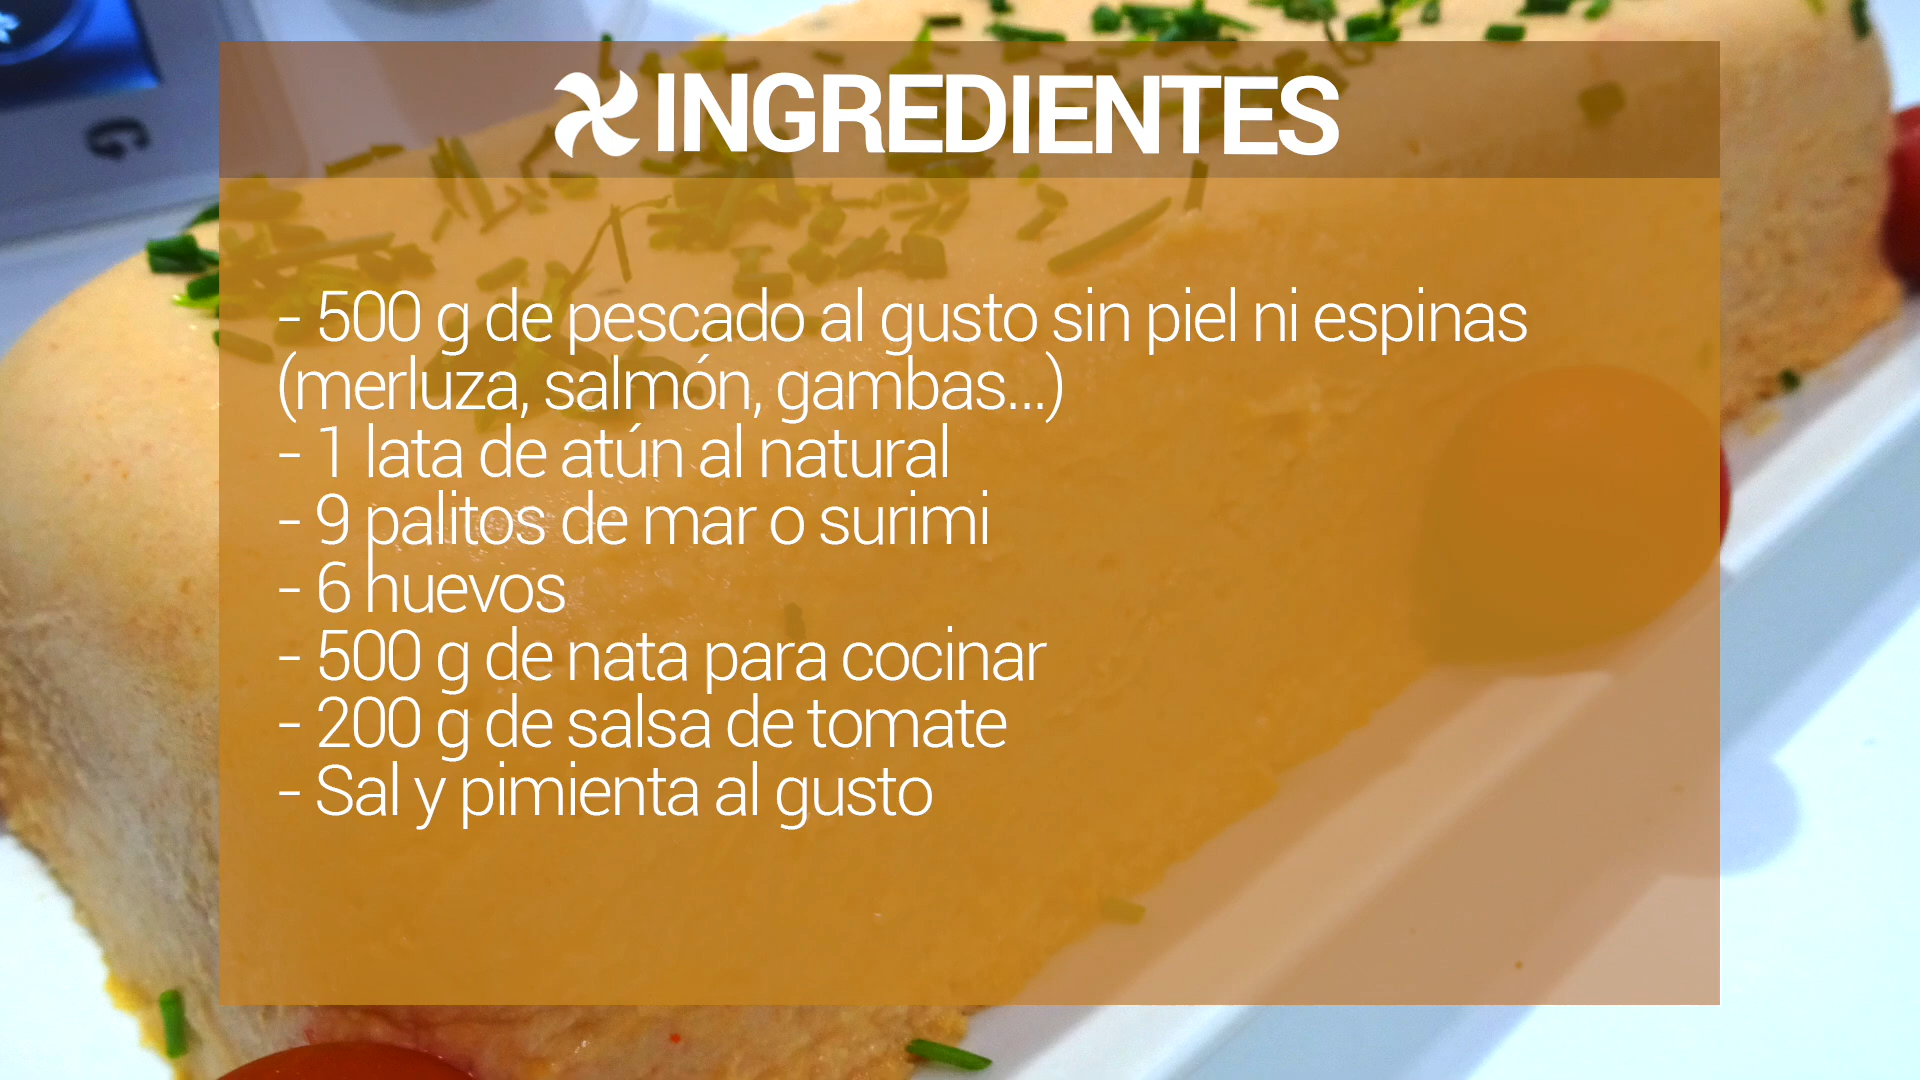 INGREDIENTES
- 500 g de pescado al gusto sin piel ni espinas
(merluza, salmón, gambas...)
- 1 lata de atún al natural
- 9 palitos de mar o surimi
- 6 huevos
- 500 g de nata para cocinar
- 200 g de salsa de tomate
- Sal y pimienta al gusto
G